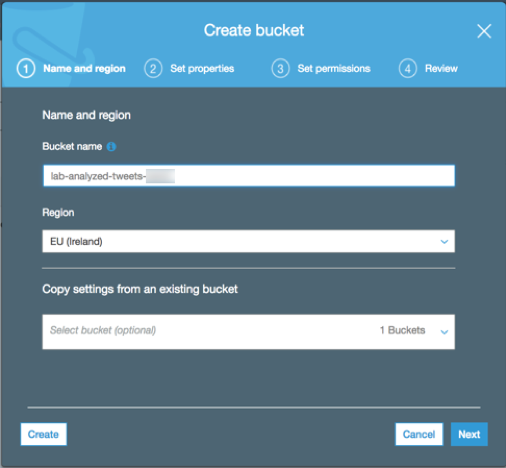 Create bucket
1 Name and region 2 Set properties 3 Set permissions 4 Review
Name and region
Bucket name
lab-analyzed-tweets-
Region
EU (Ireland)
Copy settings from an existing bucket
Select bucket (optional) 1 Buckets
Create Cancel Next